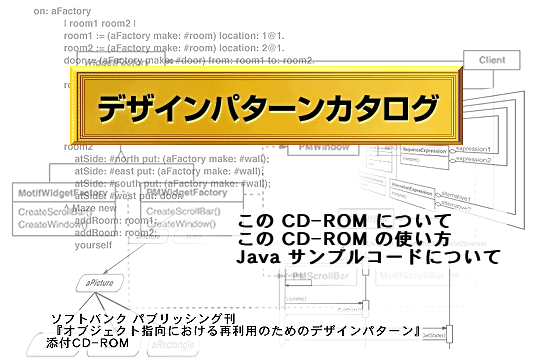 on: aFactory
| room1 room2 |
room1 := (aFactory make: #room) location: 1@1.
room2 := (aFactory make: #room) location: 2@1.
door := (aFactory make: #door) from: room1 to: room2.
WidgetFactory
Client
デザインパターンカタログ
PMWindow
SequenceExpression
expression1
expression2
atSide: #north put: (aFactory make: #wall);
atSide: #east put: (aFactory make: #wall);
atSide: #south put: (aFactory make: #wall);
atSide: #west put: door.
MotifWidgetFactory
PMWidgetFactory
CreateScrollBar()
CreateWindow()
CreateScrollBar()
CreateWindow()
AlternationExpression
alternative1
alternative2
^ Maze new
addRoom: room1;
addRoom: room2;
yourself
この CD-ROM について
この CD-ROM の使い方
Java サンプルコードについて
PMScrollBar
MotifScrollBar
aPicture
ソフトバンク パブリッシング刊
『オブジェクト指向における再利用のためのデザインパターン』
添付CD-ROM
aRectangle